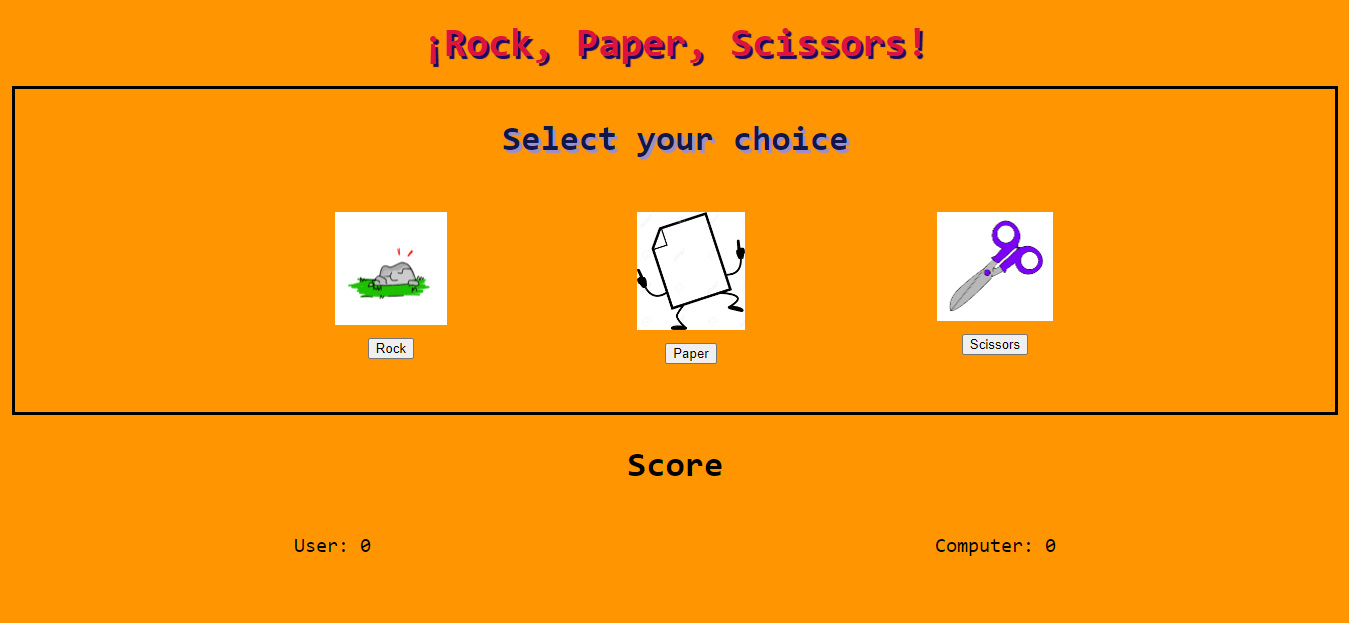 ¡Rock, Paper, Scissors!
Select your choice
Rock
Paper
Scissors
Score
User: 0
Computer: 0